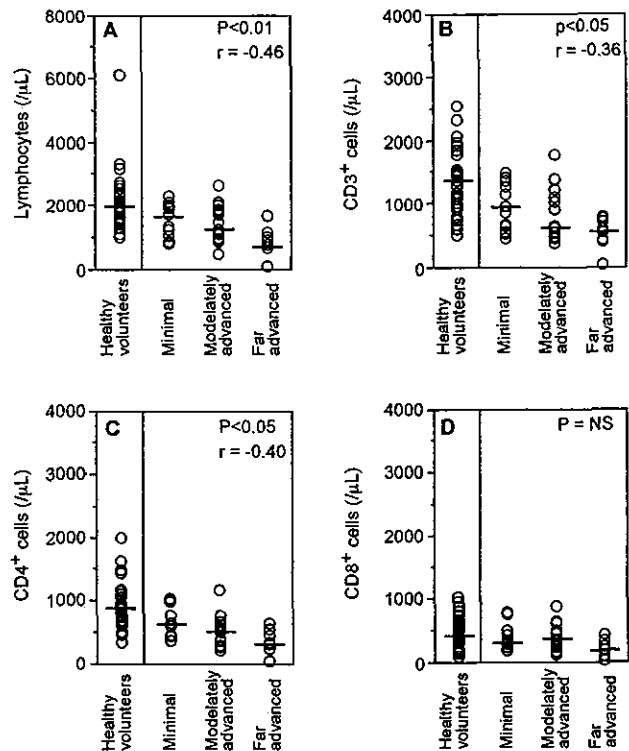 A
P<0.01
r = -0.46
Lymphocytes (/µL)
8000
6000
4000
2000
0
Healthy
volunteers
Minimal
Modelately
advanced
Far
advanced
B
p<0.05
r = -0.36
CD3+ cells (/µL)
4000
3000
2000
1000
0
Healthy
volunteers
Minimal
Modelately
advanced
Far
advanced
C
P<0.05
r = -0.40
CD4+ cells (/µL)
4000
3000
2000
1000
0
Healthy
volunteers
Minimal
Modelately
advanced
Far
advanced
D
P = NS
CD8+ cells (/µL)
4000
3000
2000
1000
0
Healthy
volunteers
Minimal
Modelately
advanced
Far
advanced